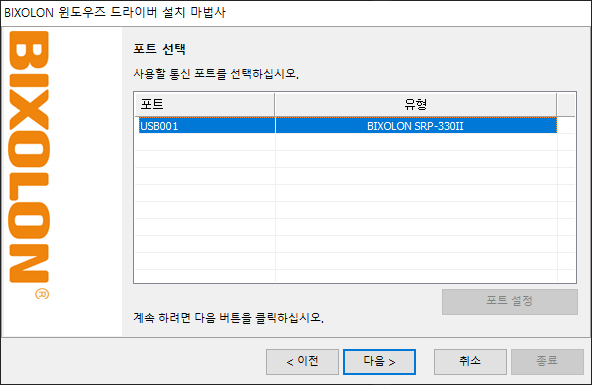 BIXOLON 윈도우즈 드라이버 설치 마법사
BIXOLON®
포트 선택
사용할 통신 포트를 선택하십시오.
포트 유형
USB001 BIXOLON SRP-330II
포트 설정
계속 하려면 다음 버튼을 클릭하십시오.
< 이전 다음 > 취소 종료